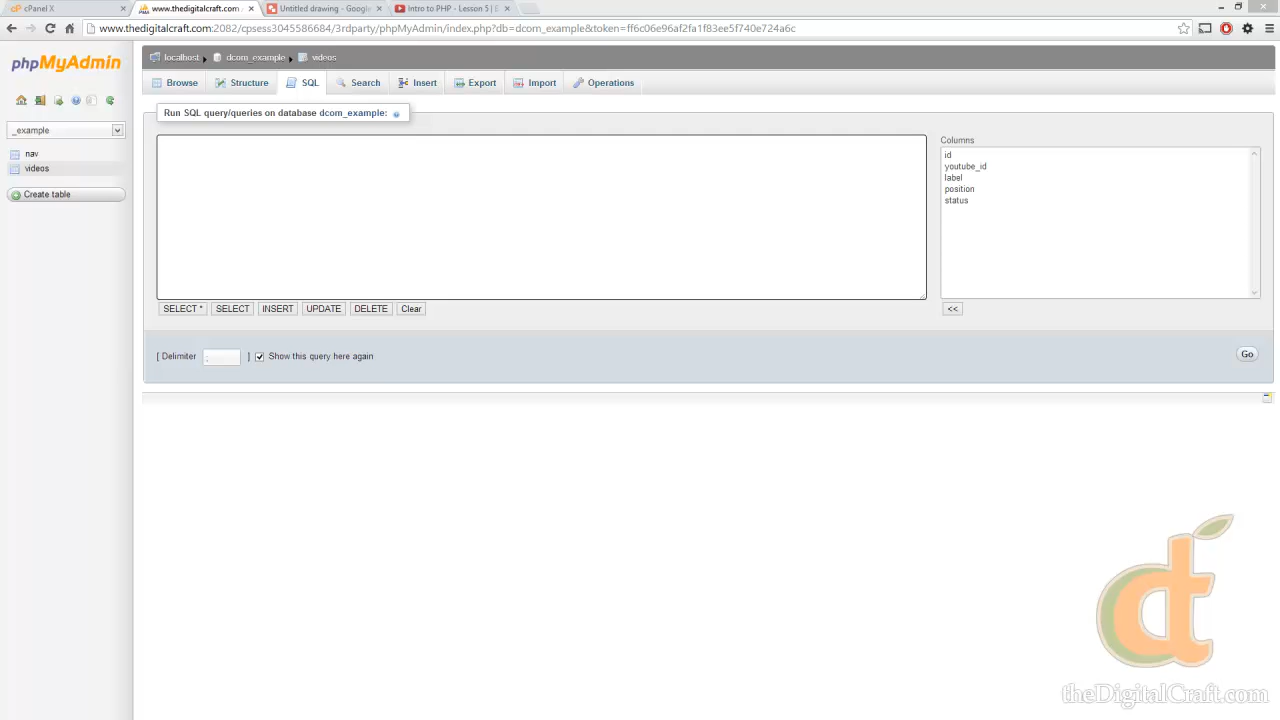 cPanel X
www.thedigitalcraft.com
Untitled drawing - Google
Intro to PHP - Lesson 5 | E
www.thedigitalcraft.com:2082/cpsess3045586684/3rdparty/phpMyAdmin/index.php?db=dcom_example&token=ff6c06e96af2fa1f83ee5f740e724a6c
phpMyAdmin
localhost
dcom_example
videos
Browse
Structure
SQL
Search
Insert
Export
Import
Operations
Run SQL query/queries on database dcom_example:
_example
nav
videos
Create table
Columns
id
youtube_id
label
position
status
SELECT *
SELECT
INSERT
UPDATE
DELETE
Clear
<<
[ Delimiter ; ] Show this query here again
Go
theDigitalCraft.com